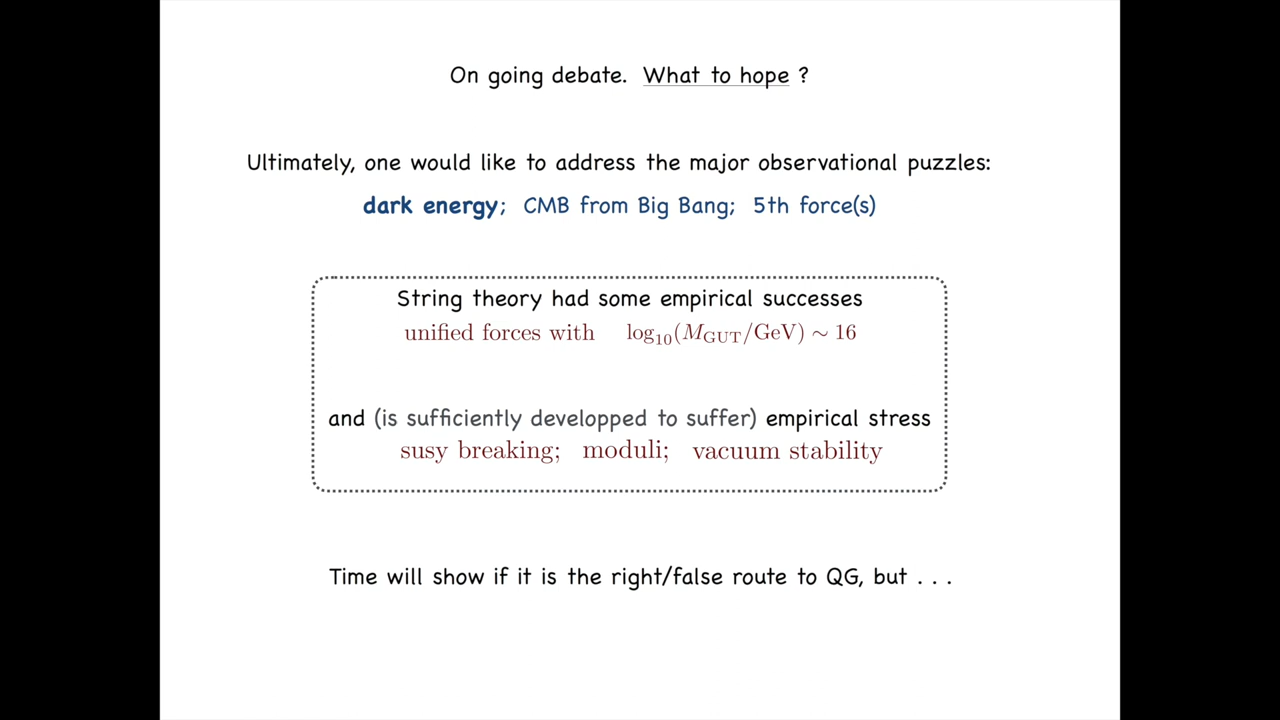 On going debate. What to hope ?
Ultimately, one would like to address the major observational puzzles:
dark energy; CMB from Big Bang; 5th force(s)
String theory had some empirical successes
unified forces with log₁₀(M_GUT/GeV) ∼ 16
and (is sufficiently developped to suffer) empirical stress
susy breaking; moduli; vacuum stability
Time will show if it is the right/false route to QG, but . . .